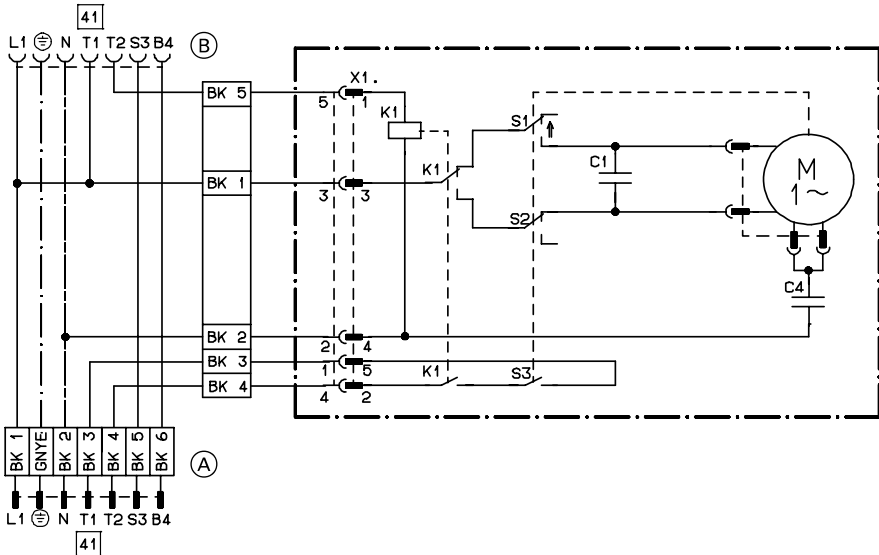 41
L1 N T1 T2 S3 B4 B
BK 5
5
X1.
1
K1
S1
C1
M
1~
BK 1
3 3
K1
S2
C4
BK 2
2 4
BK 3
1 5
BK 4
4 2
K1
S3
BK 1 GNYE BK 2 BK 3 BK 4 BK 5 BK 6
A
L1 N T1 T2 S3 B4
41